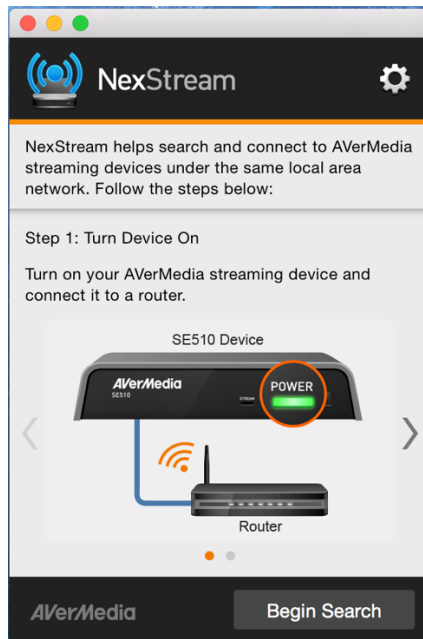 NexStream
NexStream helps search and connect to AVerMedia
streaming devices under the same local area
network. Follow the steps below:
Step 1: Turn Device On
Turn on your AVerMedia streaming device and
connect it to a router.
SE510 Device
AVerMedia
SE510
STREAM
POWER
Router
AVerMedia
Begin Search